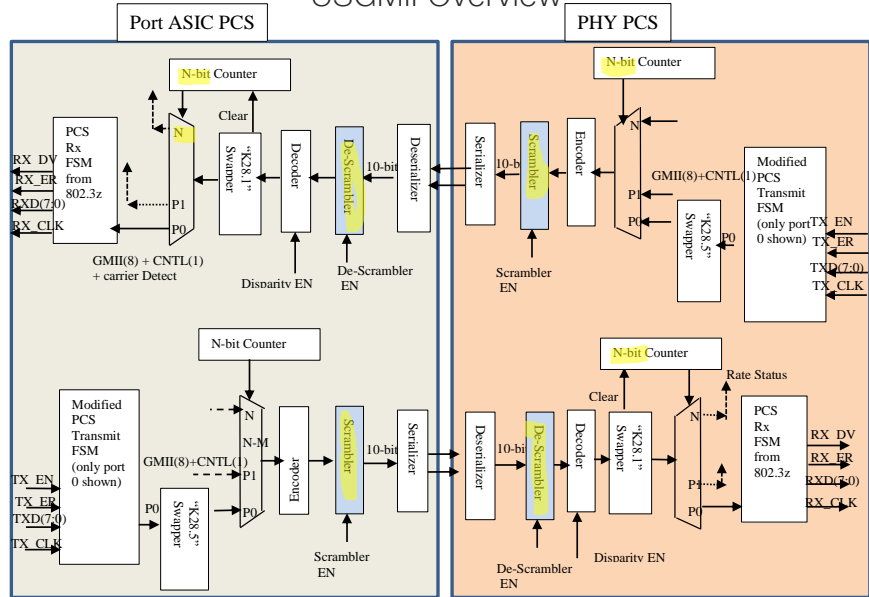 Port ASIC PCS
PHY PCS
N-bit Counter
Clear
N
P1
P0
PCS
Rx
FSM
from
802.3z
RX_DV
RX_ER
RXD(7:0)
RX_CLK
"K28.1"
Swapper
Decoder
De-Scrambler
10-bit
Deserializer
GMII(8) + CNTL(1)
+ carrier Detect
Disparity EN
De-Scrambler
EN
N-bit Counter
Serializer
10-bit
Scrambler
Encoder
N
P1
P0
GMII(8)+CNTL(1)
"K28.5"
Swapper
P0
Modified
PCS
Transmit
FSM
(only port
0 shown)
TX_EN
TX_ER
TXD(7:0)
TX_CLK
Scrambler
EN
N-bit Counter
Modified
PCS
Transmit
FSM
(only port
0 shown)
TX_EN
TX_ER
TXD(7:0)
TX_CLK
P0
"K28.5"
Swapper
GMII(8)+CNTL(1)
N
N-M
P1
P0
Encoder
Scrambler
10-bit
Serializer
Scrambler
EN
N-bit Counter
Clear
Rate Status
Deserializer
10-bit
De-Scrambler
Decoder
"K28.1"
Swapper
N
P1
P0
PCS
Rx
FSM
from
802.3z
RX_DV
RX_ER
RXD(7:0)
RX_CLK
Disparity EN
De-Scrambler
EN